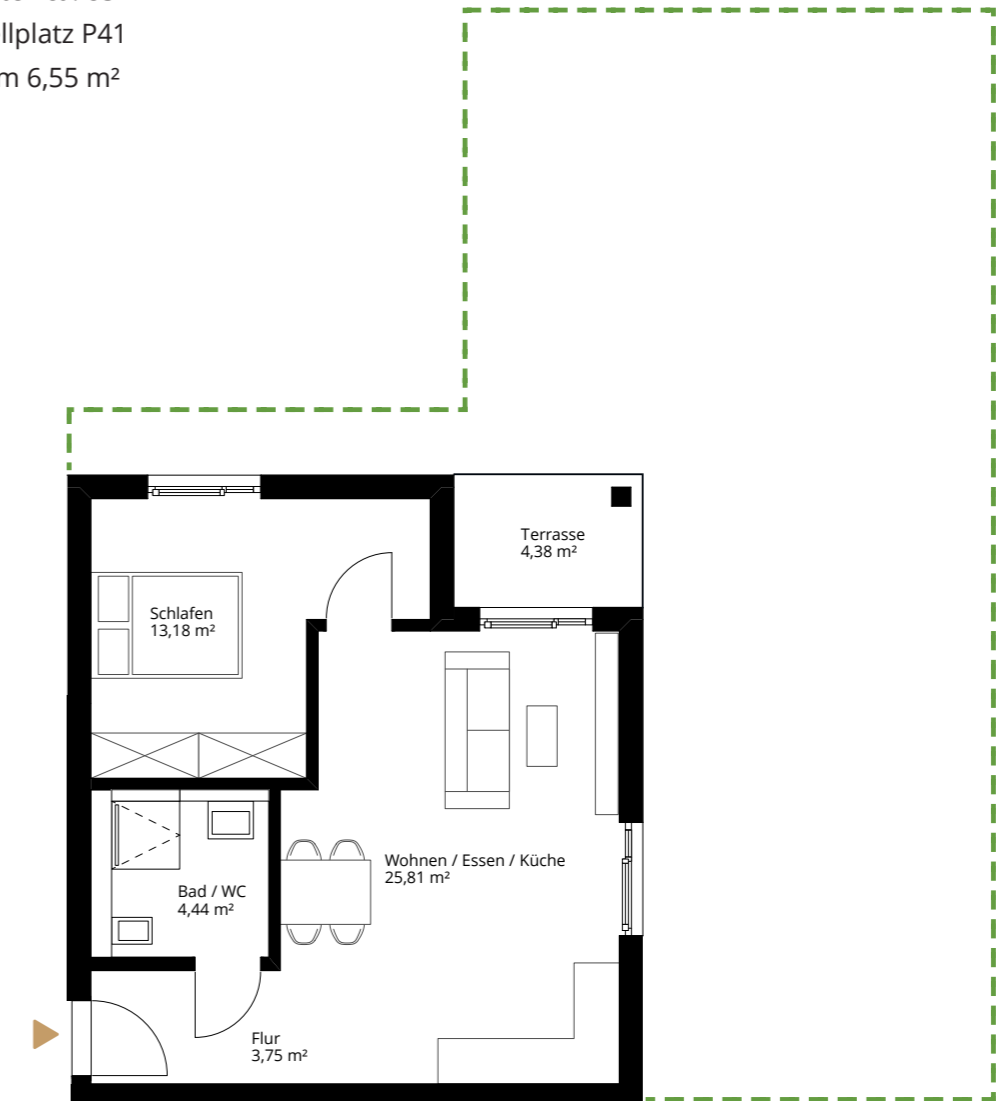 llplatz P41
m 6,55 m²
Terrasse
4,38 m²
Schlafen
13,18 m²
Wohnen / Essen / Küche
25,81 m²
Bad / WC
4,44 m²
Flur
3,75 m²